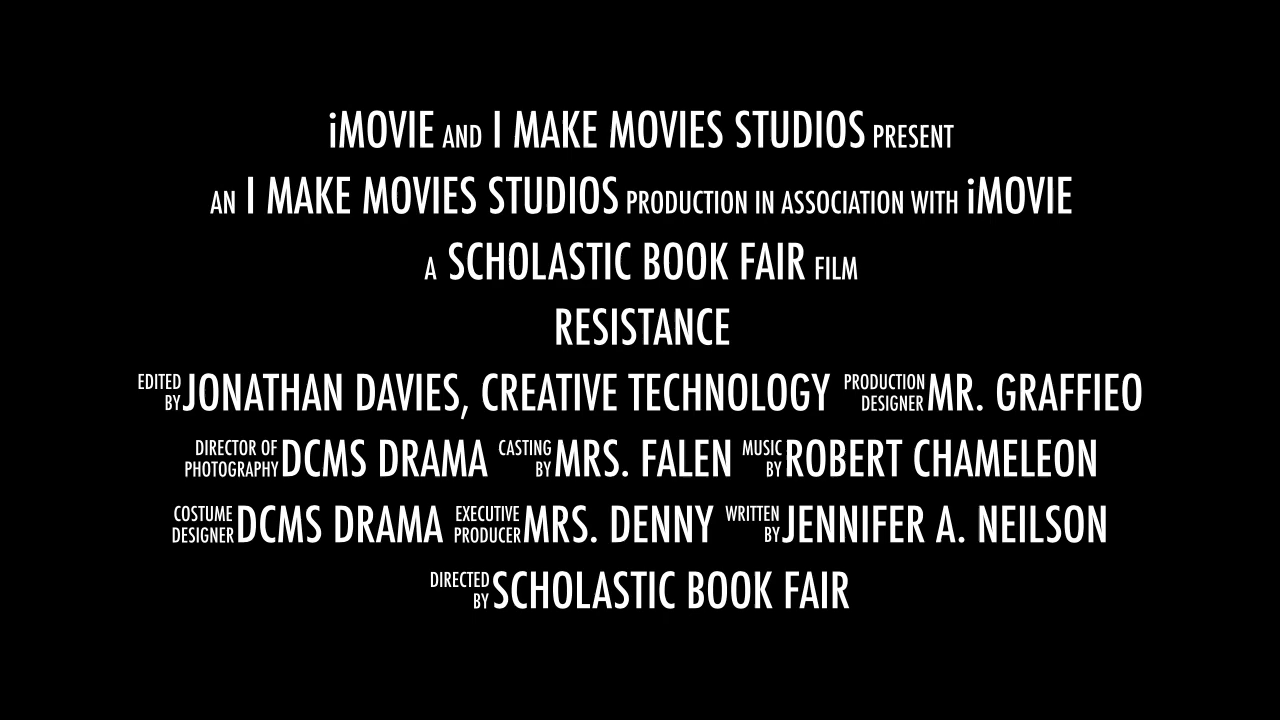 iMOVIE AND I MAKE MOVIES STUDIOS PRESENT
AN I MAKE MOVIES STUDIOS PRODUCTION IN ASSOCIATION WITH iMOVIE
A SCHOLASTIC BOOK FAIR FILM
RESISTANCE
EDITED BY JONATHAN DAVIES, CREATIVE TECHNOLOGY PRODUCTION DESIGNER MR. GRAFFIEO
DIRECTOR OF PHOTOGRAPHY DCMS DRAMA CASTING BY MRS. FALEN MUSIC BY ROBERT CHAMELEON
COSTUME DESIGNER DCMS DRAMA EXECUTIVE PRODUCER MRS. DENNY WRITTEN BY JENNIFER A. NEILSON
DIRECTED BY SCHOLASTIC BOOK FAIR